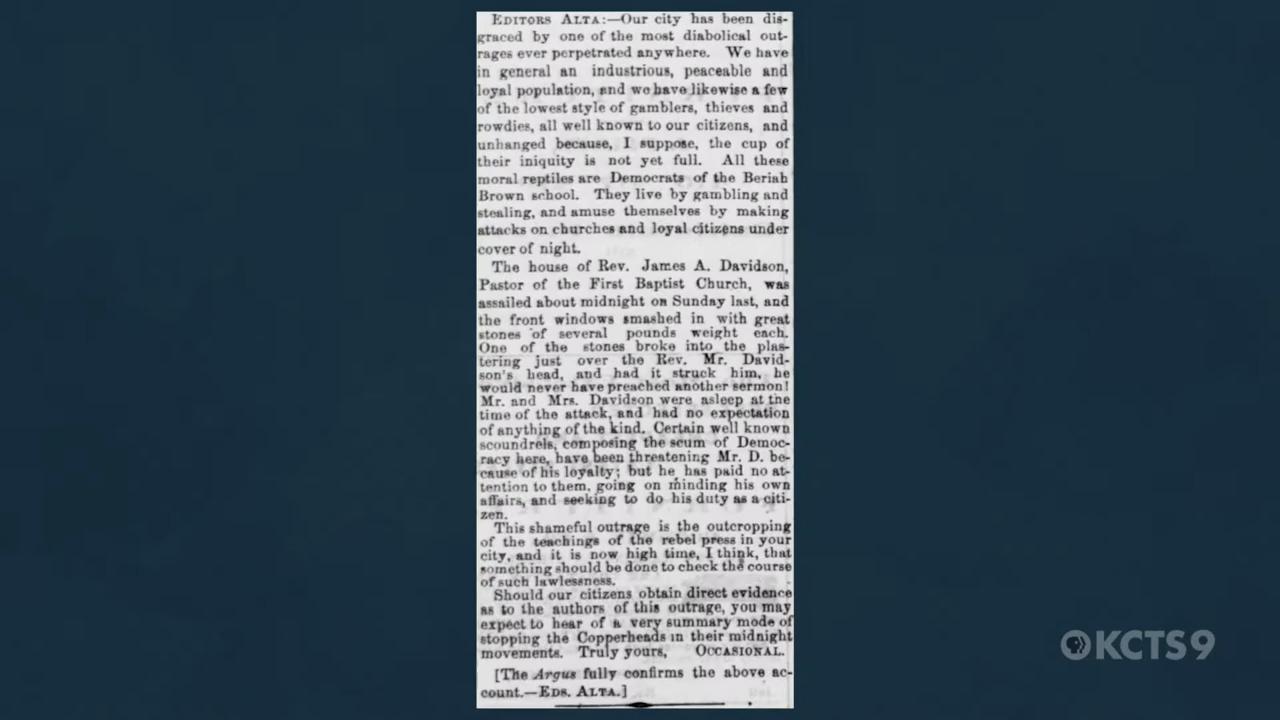 EDITORS ALTA:—Our city has been dis-
graced by one of the most diabolical out-
rages ever perpetrated anywhere. We have
in general an industrious, peaceable and
loyal population, and we have likewise a few
of the lowest style of gamblers, thieves and
rowdies, all well known to our citizens, and
unhanged because, I suppose, the cup of
their iniquity is not yet full. All these
moral reptiles are Democrats of the Beriah
Brown school. They live by gambling and
stealing, and amuse themselves by making
attacks on churches and loyal citizens under
cover of night.
The house of Rev. James A. Davidson,
Pastor of the First Baptist Church, was
assailed about midnight on Sunday last, and
the front windows smashed in with great
stones of several pounds weight each.
One of the stones broke into the plas-
tering just over the Rev. Mr. David-
son's head, and had it struck him, he
would never have preached another sermon!
Mr. and Mrs. Davidson were asleep at the
time of the attack, and had no expectation
of anything of the kind. Certain well known
scoundrels, composing the scum of Democ-
racy here, have been threatening Mr. D. be-
cause of his loyalty; but he has paid no at-
tention to them, going on minding his own
affairs, and seeking to do his duty as a citi-
zen.
This shameful outrage is the outcropping
of the teachings of the rebel press in your
city, and it is now high time, I think, that
something should be done to check the course
of such lawlessness.
Should our citizens obtain direct evidence
as to the authors of this outrage, you may
expect to hear of a very summary mode of
stopping the Copperheads in their midnight
movements. Truly yours, OCCASIONAL.
[The Argus fully confirms the above ac-
count.—EDS. ALTA.]
KCTS9